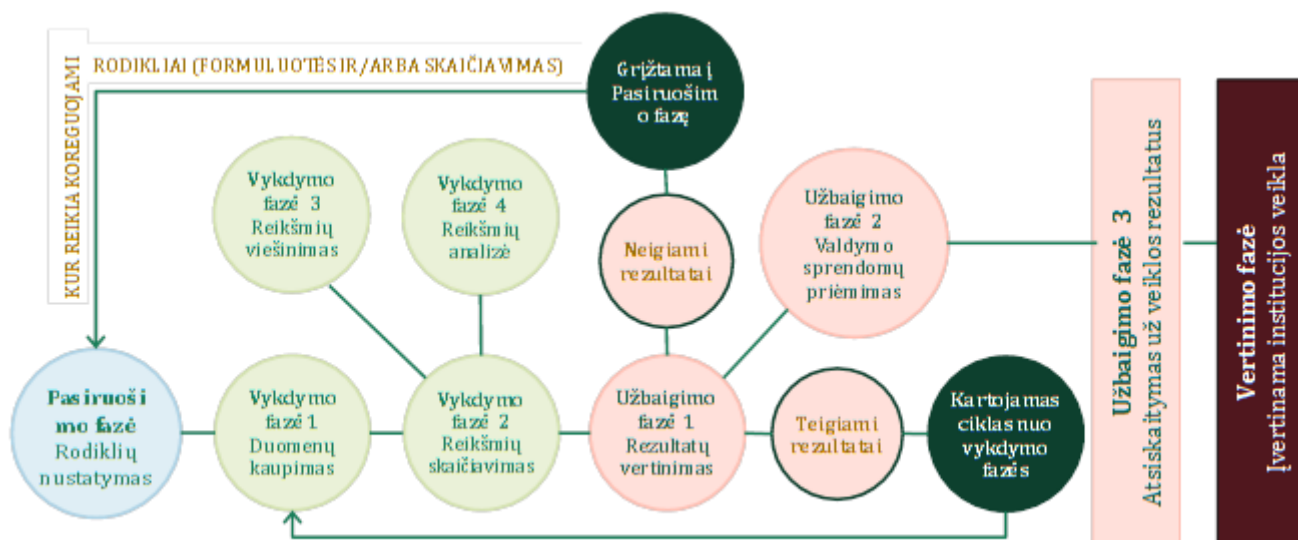 KUR REIKIA KOREGUOJAMI
RODIKLIAI (FORMULUOTĖS IR/ARBA SKAIČIAVIMAS)
Grįžtama į
Pasiruošim
o fazę
Vykdymo
fazė 3
Reikšmių
viešinimas
Vykdymo
fazė 4
Reikšmių
analizė
Neigiami
rezultatai
Užbaigimo
fazė 2
Valdymo
sprendomų
priėmimas
Pasiruoši
mo fazė
Rodiklių
nustatymas
Vykdymo
fazė 1
Duomenų
kaupimas
Vykdymo
fazė 2
Reikšmių
skaičiavimas
Užbaigimo
fazė 1
Rezultatų
vertinimas
Teigiami
rezultatai
Kartojamas
ciklas nuo
vykdymo
fazės
Užbaigimo fazė 3
Atsiskaitymas už veiklos rezultatus
Vertinimo fazė
Įvertinama institucijos veikla